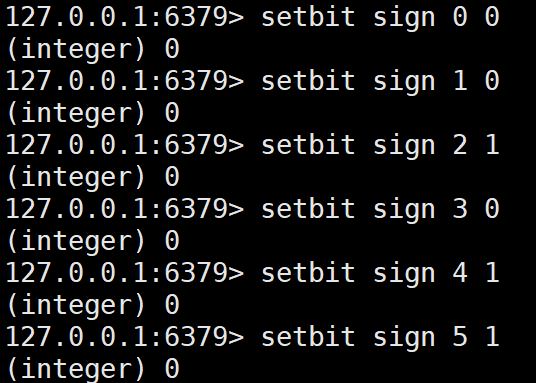 127.0.0.1:6379> setbit sign 0 0
(integer) 0
127.0.0.1:6379> setbit sign 1 0
(integer) 0
127.0.0.1:6379> setbit sign 2 1
(integer) 0
127.0.0.1:6379> setbit sign 3 0
(integer) 0
127.0.0.1:6379> setbit sign 4 1
(integer) 0
127.0.0.1:6379> setbit sign 5 1
(integer) 0